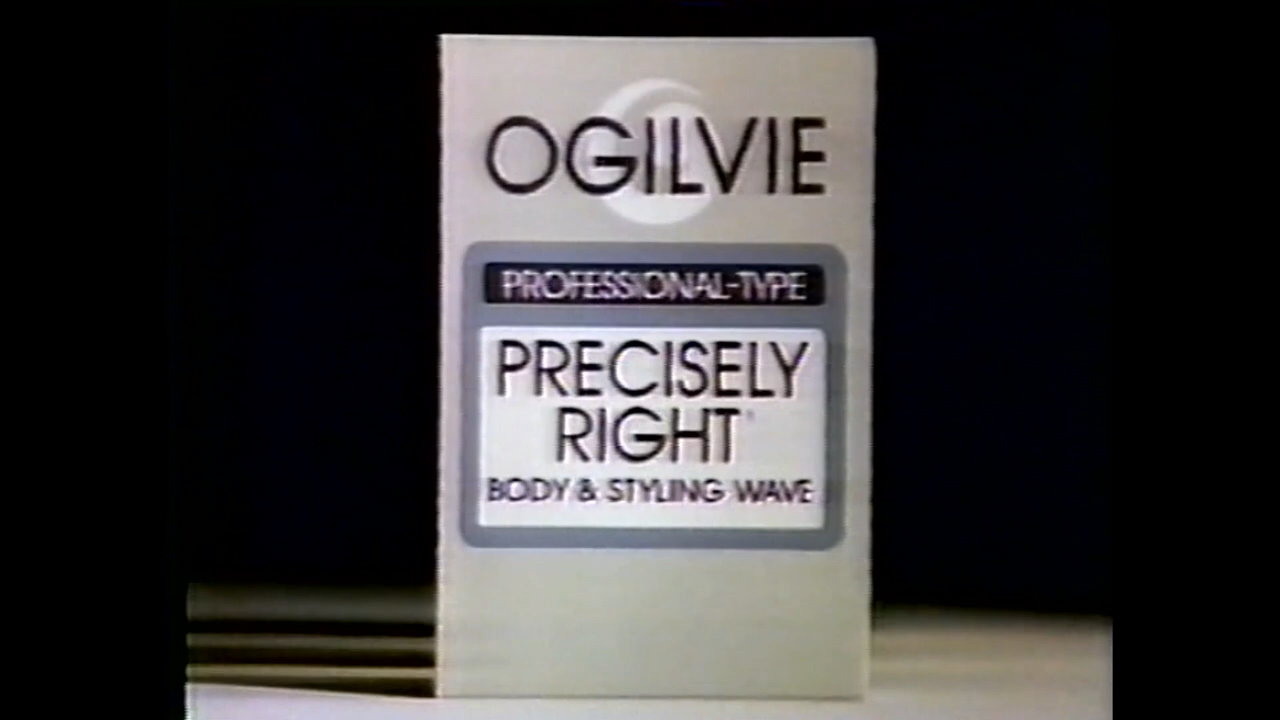 OGILVIE
PROFESSIONAL-TYPE
PRECISELY
RIGHT®
BODY & STYLING WAVE